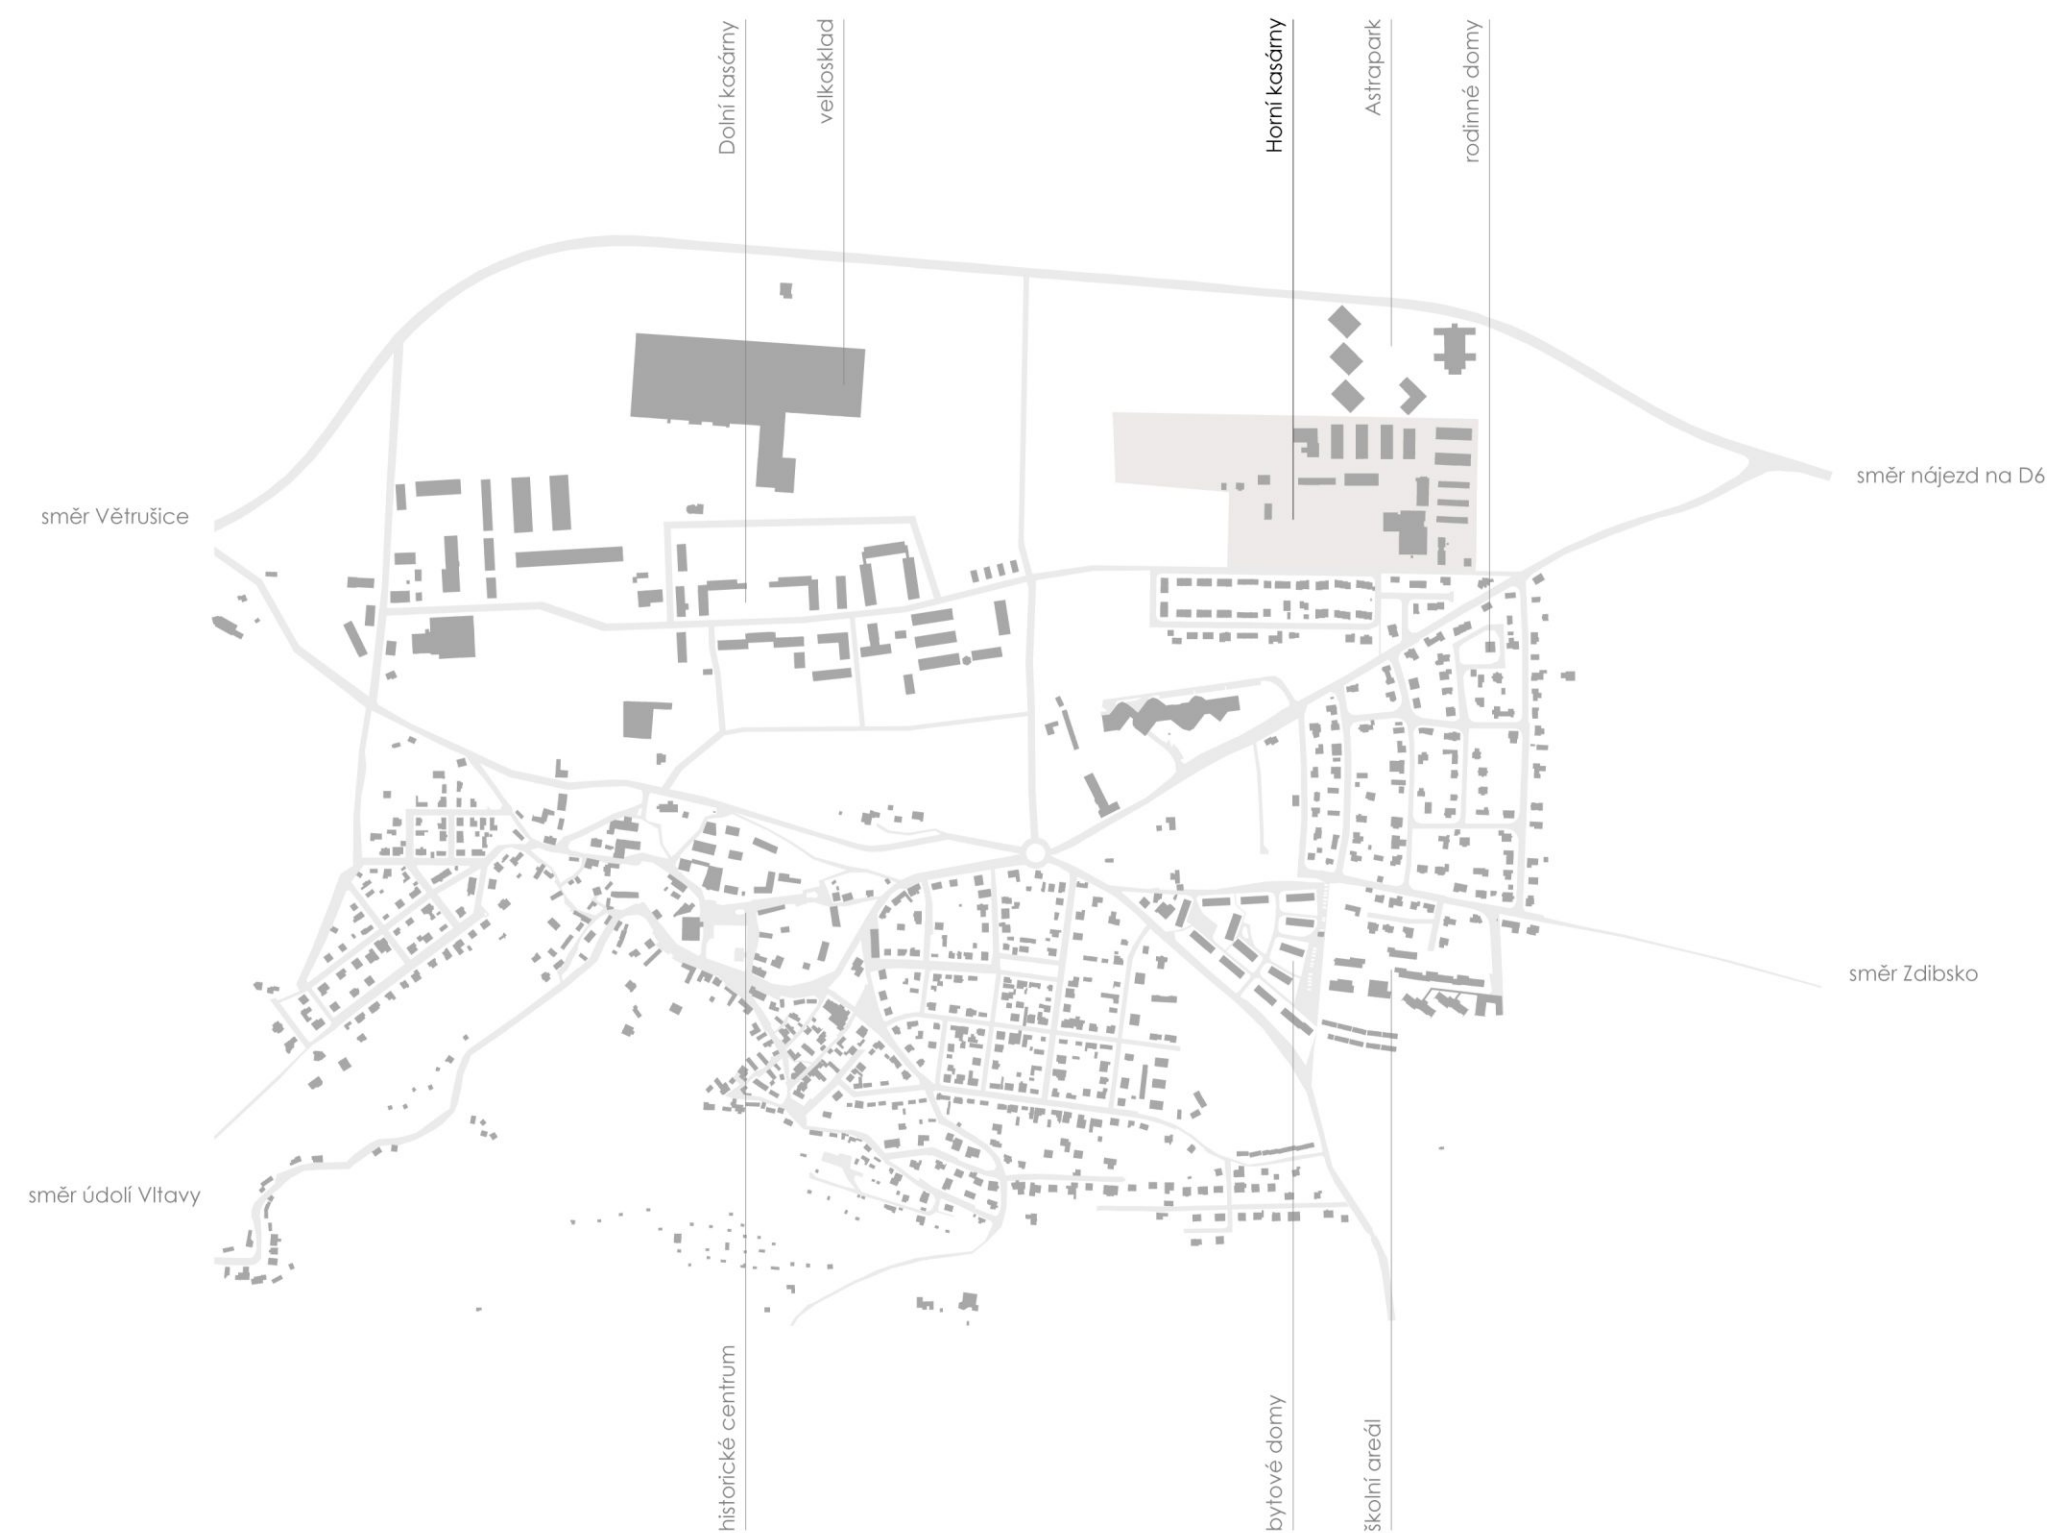 Dolní kasárny
velkosklad
Horní kasárny
Astrapark
rodinné domy
směr nájezd na D6
směr Větrušice
směr Zdibsko
směr údolí Vltavy
historické centrum
bytové domy
školní areál